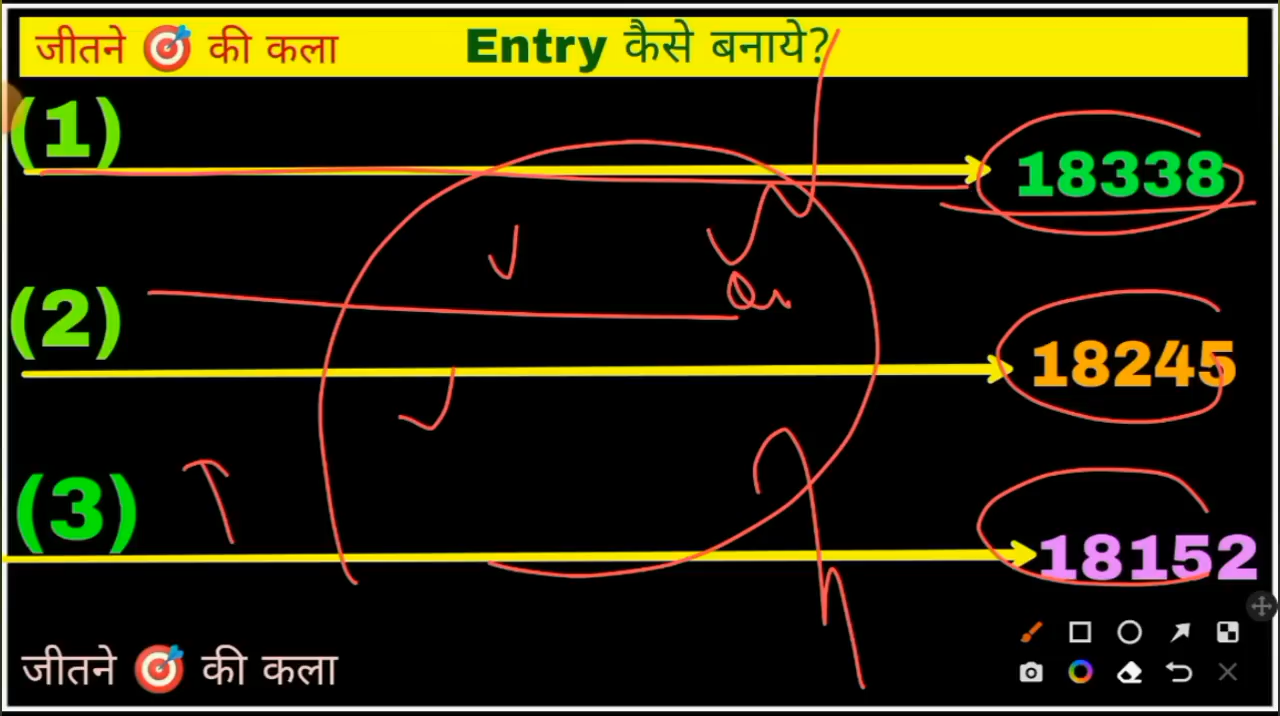 जीतने 🎯 की कला
Entry कैसे बनाये?
(1)
18338
(2)
18245
(3)
18152
जीतने 🎯 की कला